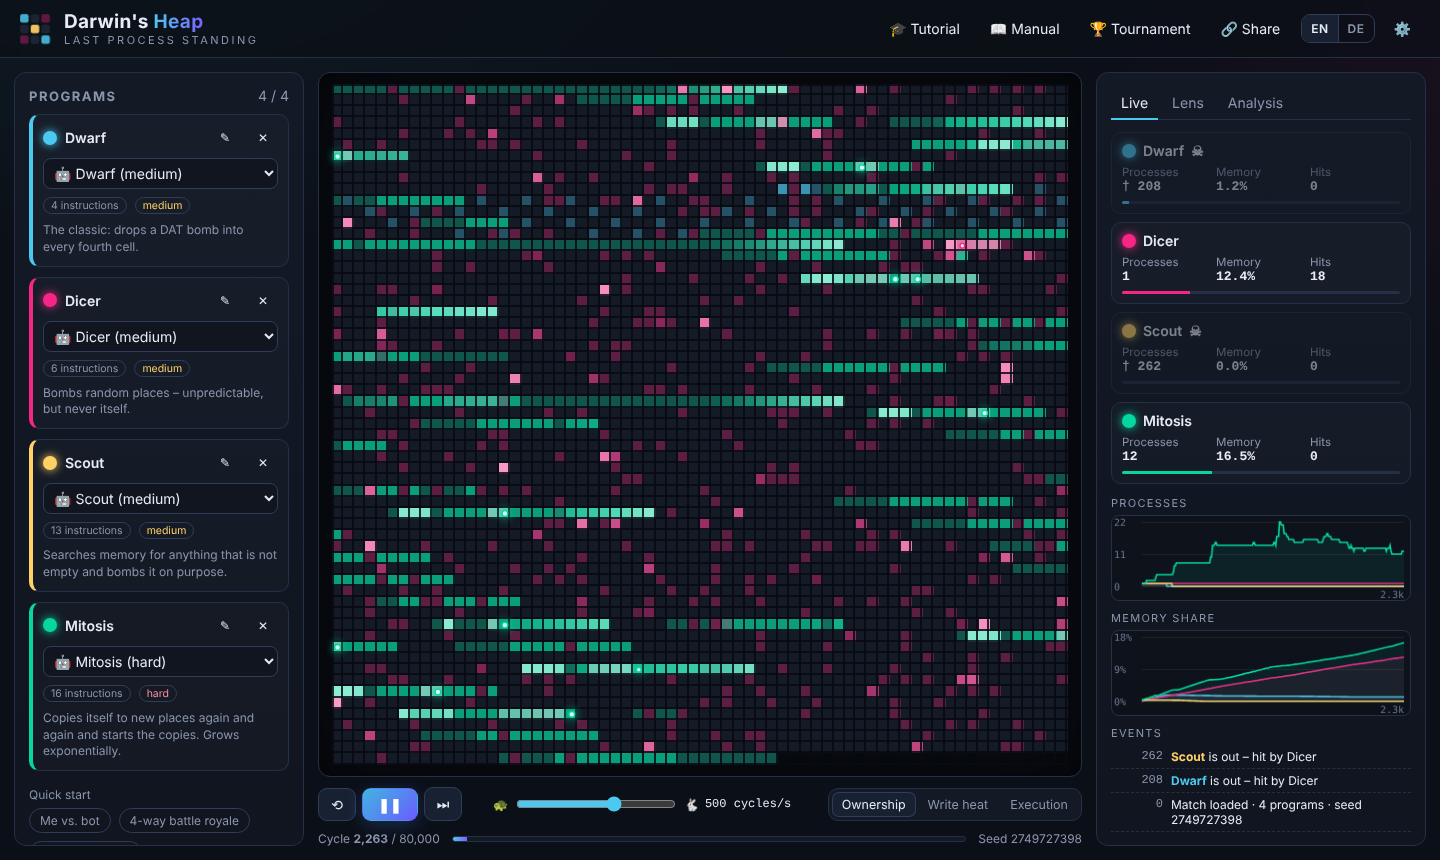 Darwin's Heap
LAST PROCESS STANDING
🎓 Tutorial
📖 Manual
🏆 Tournament
🔗 Share
EN
DE
PROGRAMS
4 / 4
Dwarf
Dwarf (medium)
4 instructions
medium
The classic: drops a DAT bomb into
every fourth cell.
Dicer
Dicer (medium)
6 instructions
medium
Bombs random places – unpredictable,
but never itself.
Scout
Scout (medium)
13 instructions
medium
Searches memory for anything that is not
empty and bombs it on purpose.
Mitosis
Mitosis (hard)
16 instructions
hard
Copies itself to new places again and
again and starts the copies. Grows
exponentially.
Quick start
Me vs. bot
4-way battle royale
500 cycles/s
Ownership
Write heat
Execution
Cycle 2,263 / 80,000
Seed 2749727398
Live
Lens
Analysis
Dwarf ☠
Processes Memory Hits
† 208 1.2% 0
Dicer
Processes Memory Hits
1 12.4% 18
Scout ☠
Processes Memory Hits
† 262 0.0% 0
Mitosis
Processes Memory Hits
12 16.5% 0
PROCESSES
22
11
0
2.3k
MEMORY SHARE
18%
9%
0%
2.3k
EVENTS
262 Scout is out – hit by Dicer
208 Dwarf is out – hit by Dicer
0 Match loaded · 4 programs · seed
2749727398